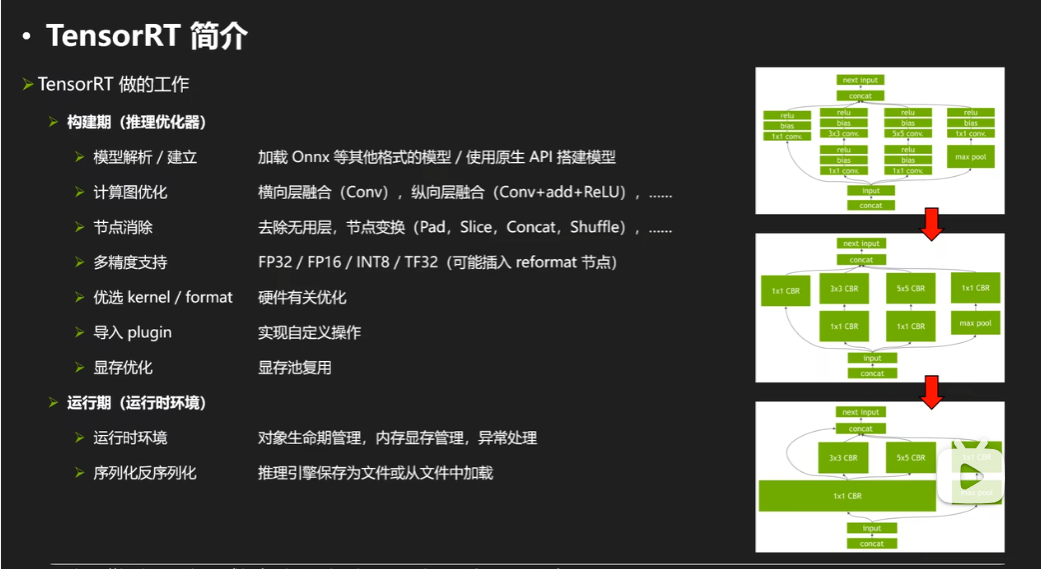 • TensorRT 简介
TensorRT 做的工作
构建期（推理优化器）
模型解析 / 建立 加载 Onnx 等其他格式的模型 / 使用原生 API 搭建模型
计算图优化 横向层融合（Conv），纵向层融合（Conv+add+ReLU），……
节点消除 去除无用层，节点变换（Pad，Slice，Concat，Shuffle），……
多精度支持 FP32 / FP16 / INT8 / TF32（可能插入 reformat 节点）
优选 kernel / format 硬件有关优化
导入 plugin 实现自定义操作
显存优化 显存池复用
运行期（运行时环境）
运行时环境 对象生命期管理，内存显存管理，异常处理
序列化反序列化 推理引擎保存为文件或从文件中加载
next input
concat
relu relu relu relu
bias bias bias bias
1x1 conv. 3x3 conv. 5x5 conv. 1x1 conv.
relu relu max pool
bias bias
1x1 conv. 1x1 conv.
input
concat
next input
concat
1x1 CBR 3x3 CBR 5x5 CBR 1x1 CBR
1x1 CBR 1x1 CBR max pool
input
concat
next input
concat
3x3 CBR 5x5 CBR 1x1 CBR
1x1 CBR max pool
input
concat